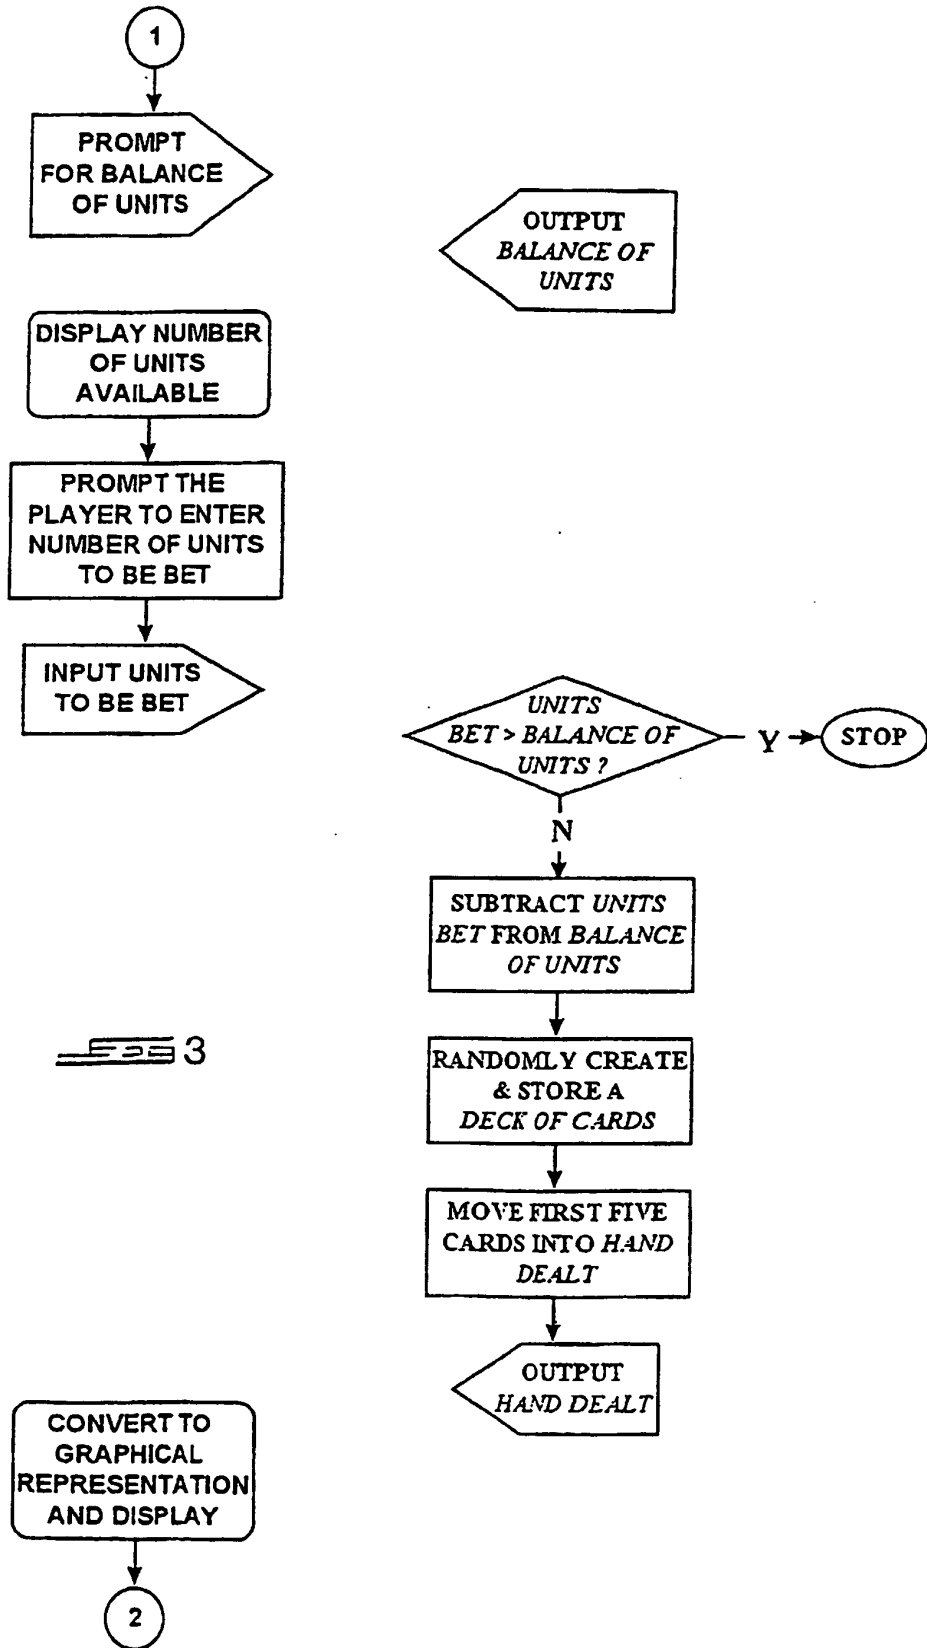 1
PROMPT
FOR BALANCE
OF UNITS
OUTPUT
BALANCE OF
UNITS
DISPLAY NUMBER
OF UNITS
AVAILABLE
PROMPT THE
PLAYER TO ENTER
NUMBER OF UNITS
TO BE BET
INPUT UNITS
TO BE BET
UNITS
BET > BALANCE OF
UNITS ?
Y
STOP
N
SUBTRACT UNITS
BET FROM BALANCE
OF UNITS
3
RANDOMLY CREATE
& STORE A
DECK OF CARDS
MOVE FIRST FIVE
CARDS INTO HAND
DEALT
OUTPUT
HAND DEALT
CONVERT TO
GRAPHICAL
REPRESENTATION
AND DISPLAY
2